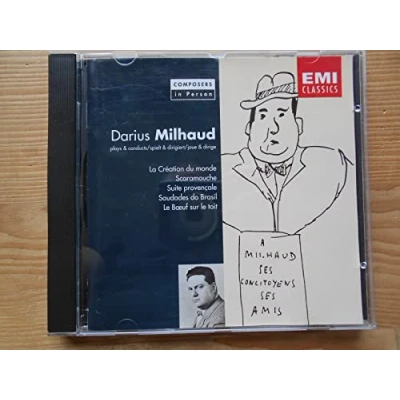 COMPOSERS
in Person
EMI
CLASSICS
Darius Milhaud
plays & conducts/spielt & dirigiert/joue & dirige
La Création du monde
Scaramouche
Suite provençale
Saudades do Brasil
Le Bœuf sur le toit
A
MILHAUD
SES
CONCITOYENS
SES
AMIS